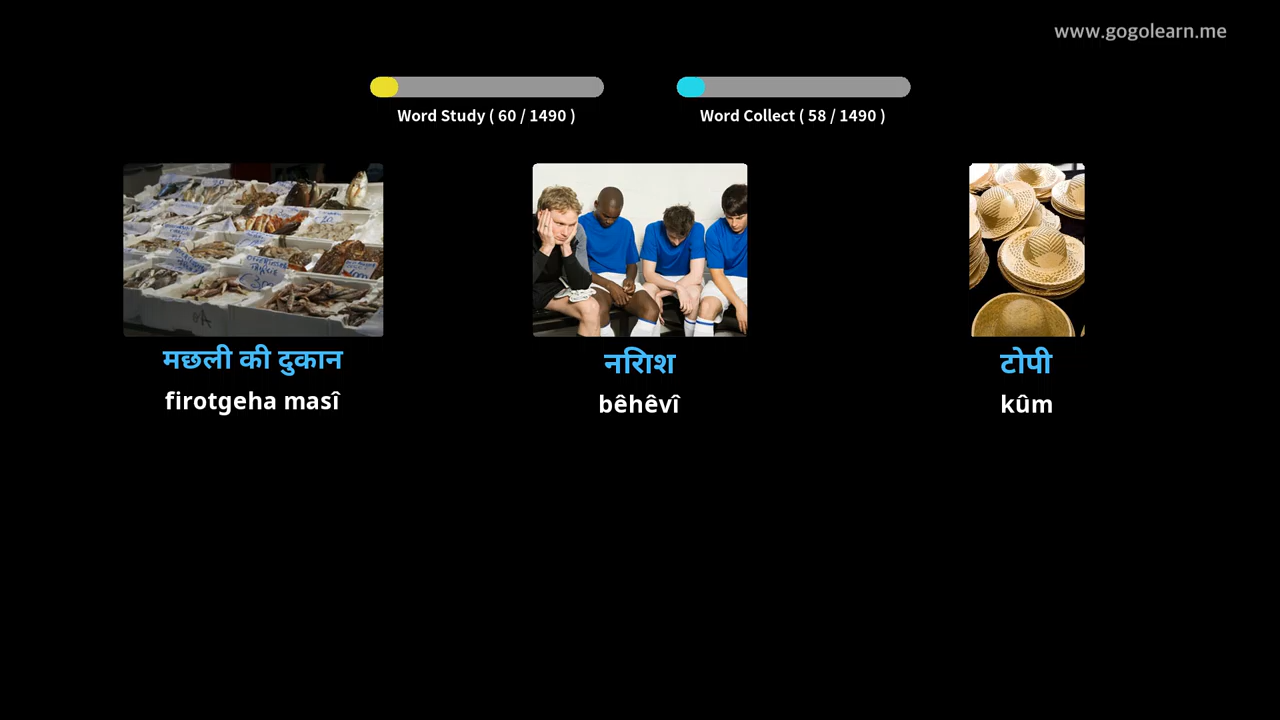 www.gogolearn.me
Word Study ( 60 / 1490 )
Word Collect ( 58 / 1490 )
मछली की दुकान
firotgeha masî
निराश
bêhêvî
टोपी
kûm